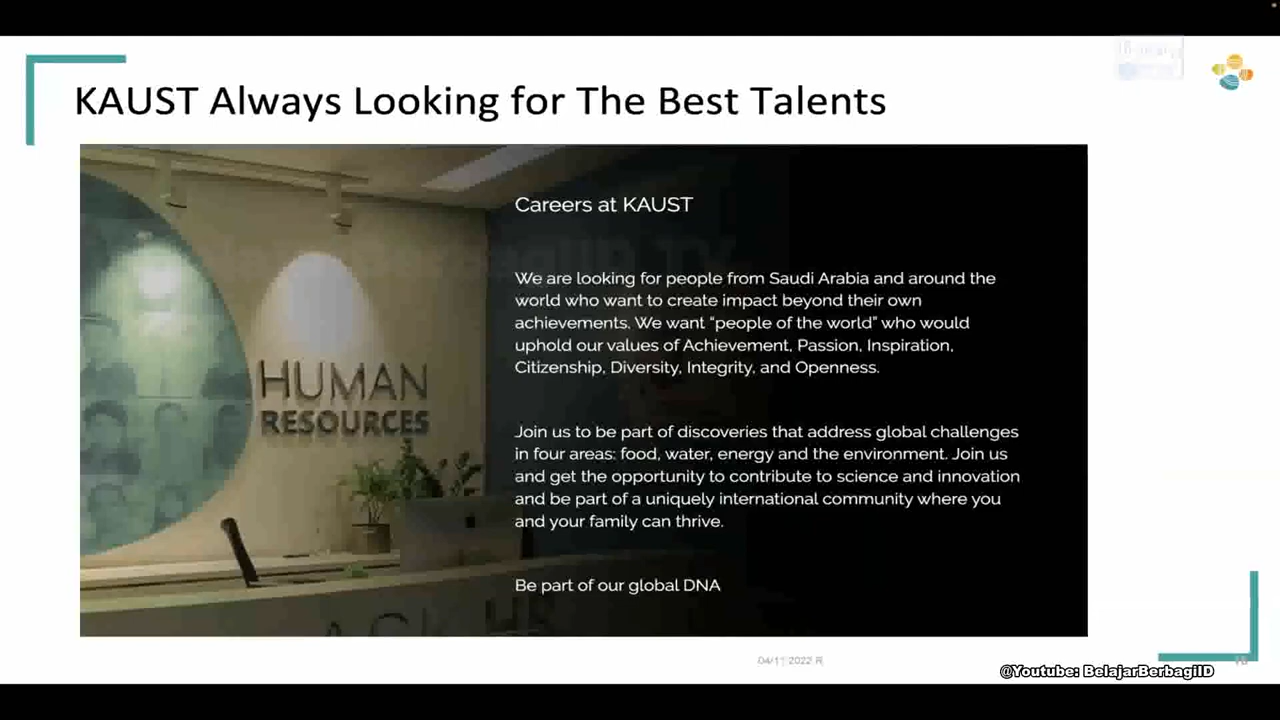 KAUST Always Looking for The Best Talents
Careers at KAUST
We are looking for people from Saudi Arabia and around the
world who want to create impact beyond their own
achievements. We want “people of the world” who would
uphold our values of Achievement, Passion, Inspiration,
Citizenship, Diversity, Integrity, and Openness.
Join us to be part of discoveries that address global challenges
in four areas: food, water, energy and the environment. Join us
and get the opportunity to contribute to science and innovation
and be part of a uniquely international community where you
and your family can thrive.
Be part of our global DNA
HUMAN
RESOURCES
@Youtube: BelajarBerbagiID